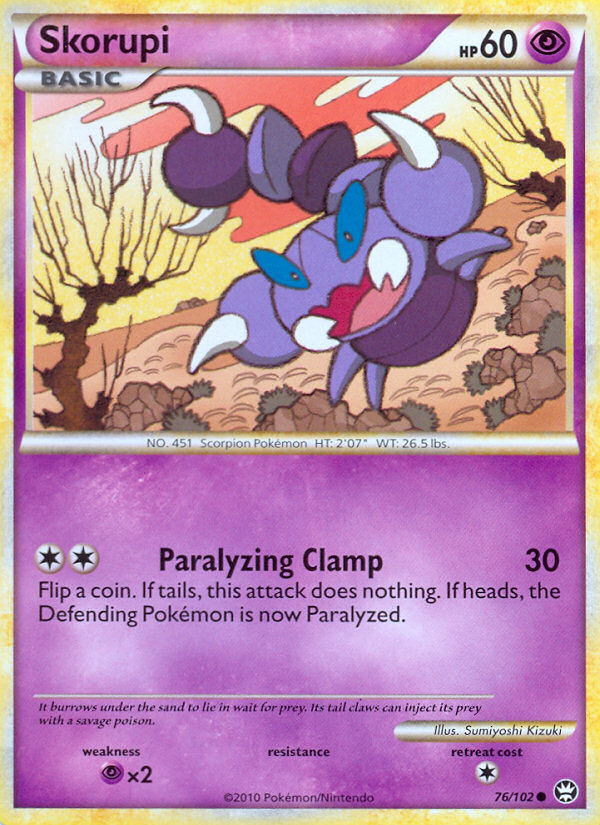 Skorupi
HP60
BASIC
NO. 451 Scorpion Pokémon HT: 2'07" WT: 26.5 lbs.
Paralyzing Clamp 30
Flip a coin. If tails, this attack does nothing. If heads, the
Defending Pokémon is now Paralyzed.
It burrows under the sand to lie in wait for prey. Its tail claws can inject its prey
with a savage poison.
Illus. Sumiyoshi Kizuki
weakness resistance retreat cost
×2
©2010 Pokémon/Nintendo 76/102